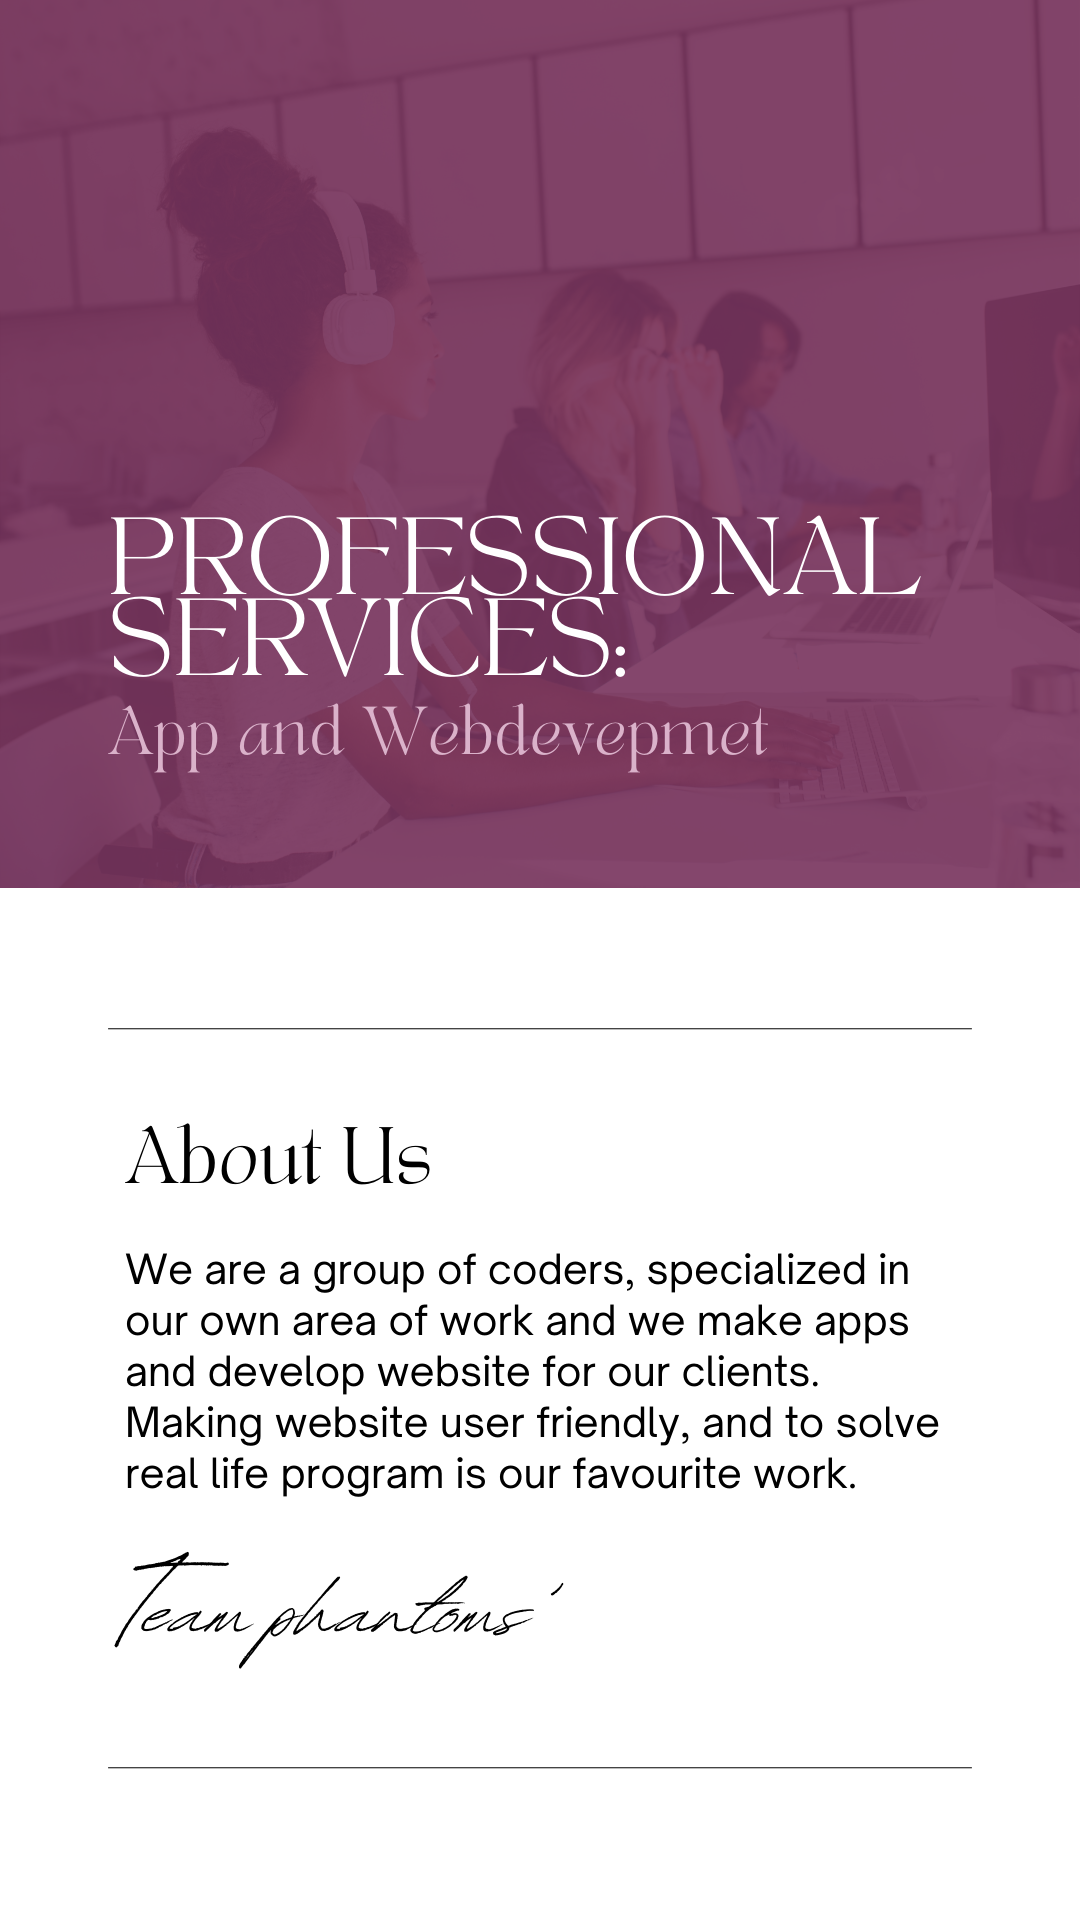 PROFESSIONAL
SERVICES:
App and Webdevepmet
About Us
We are a group of coders, specialized in
our own area of work and we make apps
and develop website for our clients.
Making website user friendly, and to solve
real life program is our favourite work.
Team phantoms'